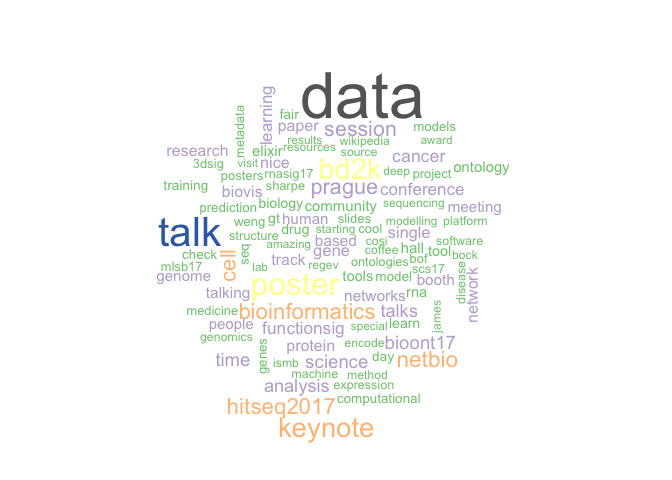 data
learning
fair
metadata
paper session models
results wikipedia award
research elixir resources source cancer
3dsig visit nice bd2k deep project ontology
posters rnasig17
training biovis sharpe prague conference
prediction biology community sequencing meeting
weng gt human slides modelling platform
talk structure drug starting cool single
amazing based cosi coffee hall tool software
check cell seq track gene ontologies bof bock
mlsb17 lab regev scs17
genome poster tools model booth disease
talking networks rna network
medicine bioinformatics talks james
people functionsig special learn
genomics protein encode bioont17
time genes ismb science day netbio
machine method
analysis expression
hitseq2017 computational
keynote